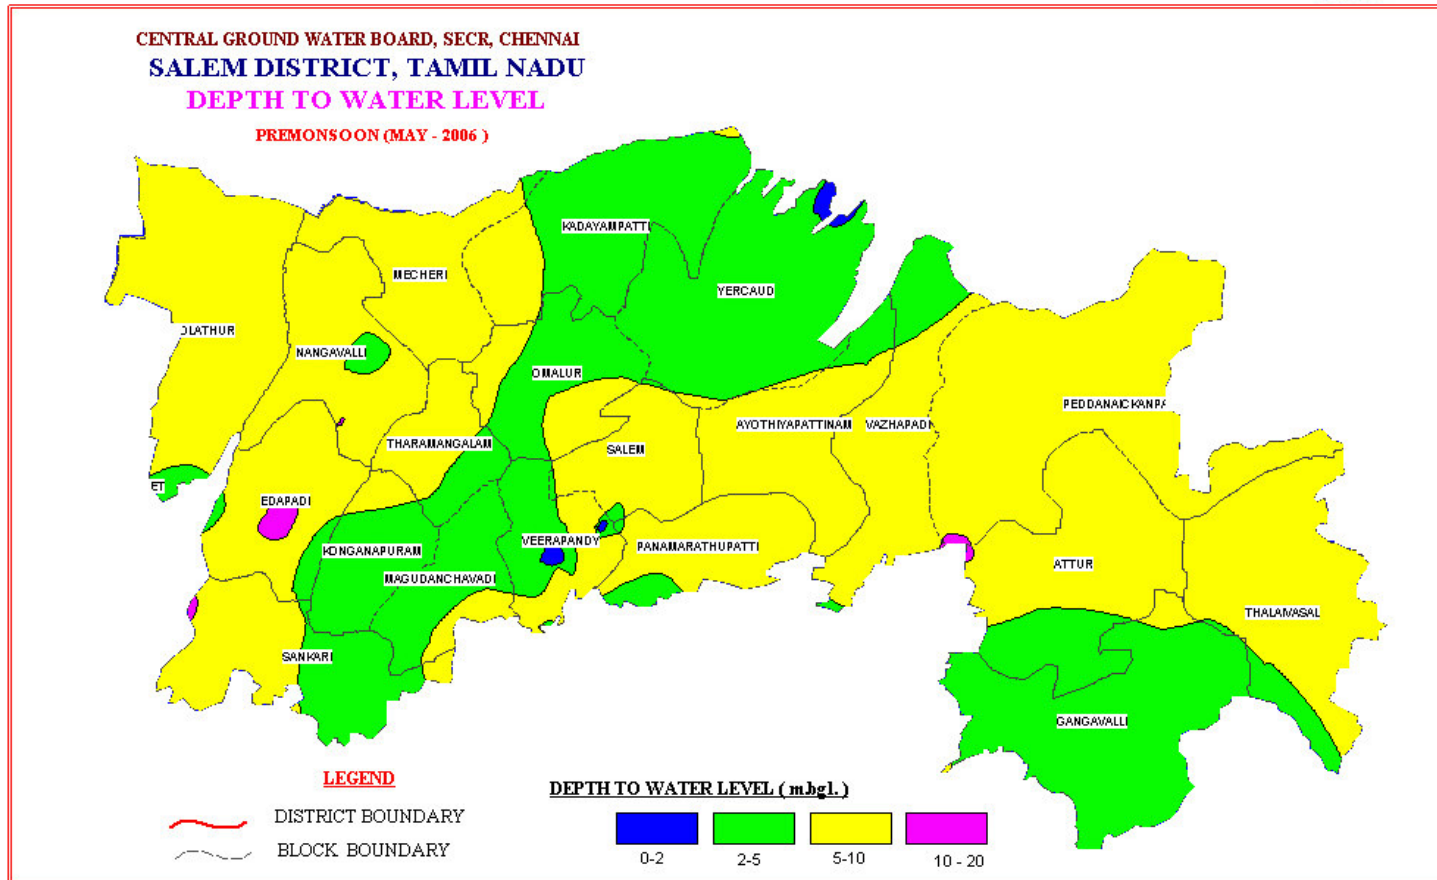 CENTRAL GROUND WATER BOARD, SECR, CHENNAI
SALEM DISTRICT, TAMIL NADU
DEPTH TO WATER LEVEL
PREMONSOON (MAY - 2006 )
KADAYAMPATTI
MECHERI
YERCAUD
OLATHUR
NANGAVALLI
OMALUR
PEDDANAICKANPA
AYOTHIYAPATTINAM
VAZHAPADI
THARAMANGALAM
SALEM
ET
EDAPADI
KONGANAPURAM
VEERAPANDY
PANAMARATHUPATTI
MAGUDANCHAVADI
ATTUR
THALAIVASAL
SANKARI
GANGAVALLI
LEGEND
DISTRICT BOUNDARY
BLOCK BOUNDARY
DEPTH TO WATER LEVEL ( m.bgl. )
0-2
2-5
5-10
10 - 20